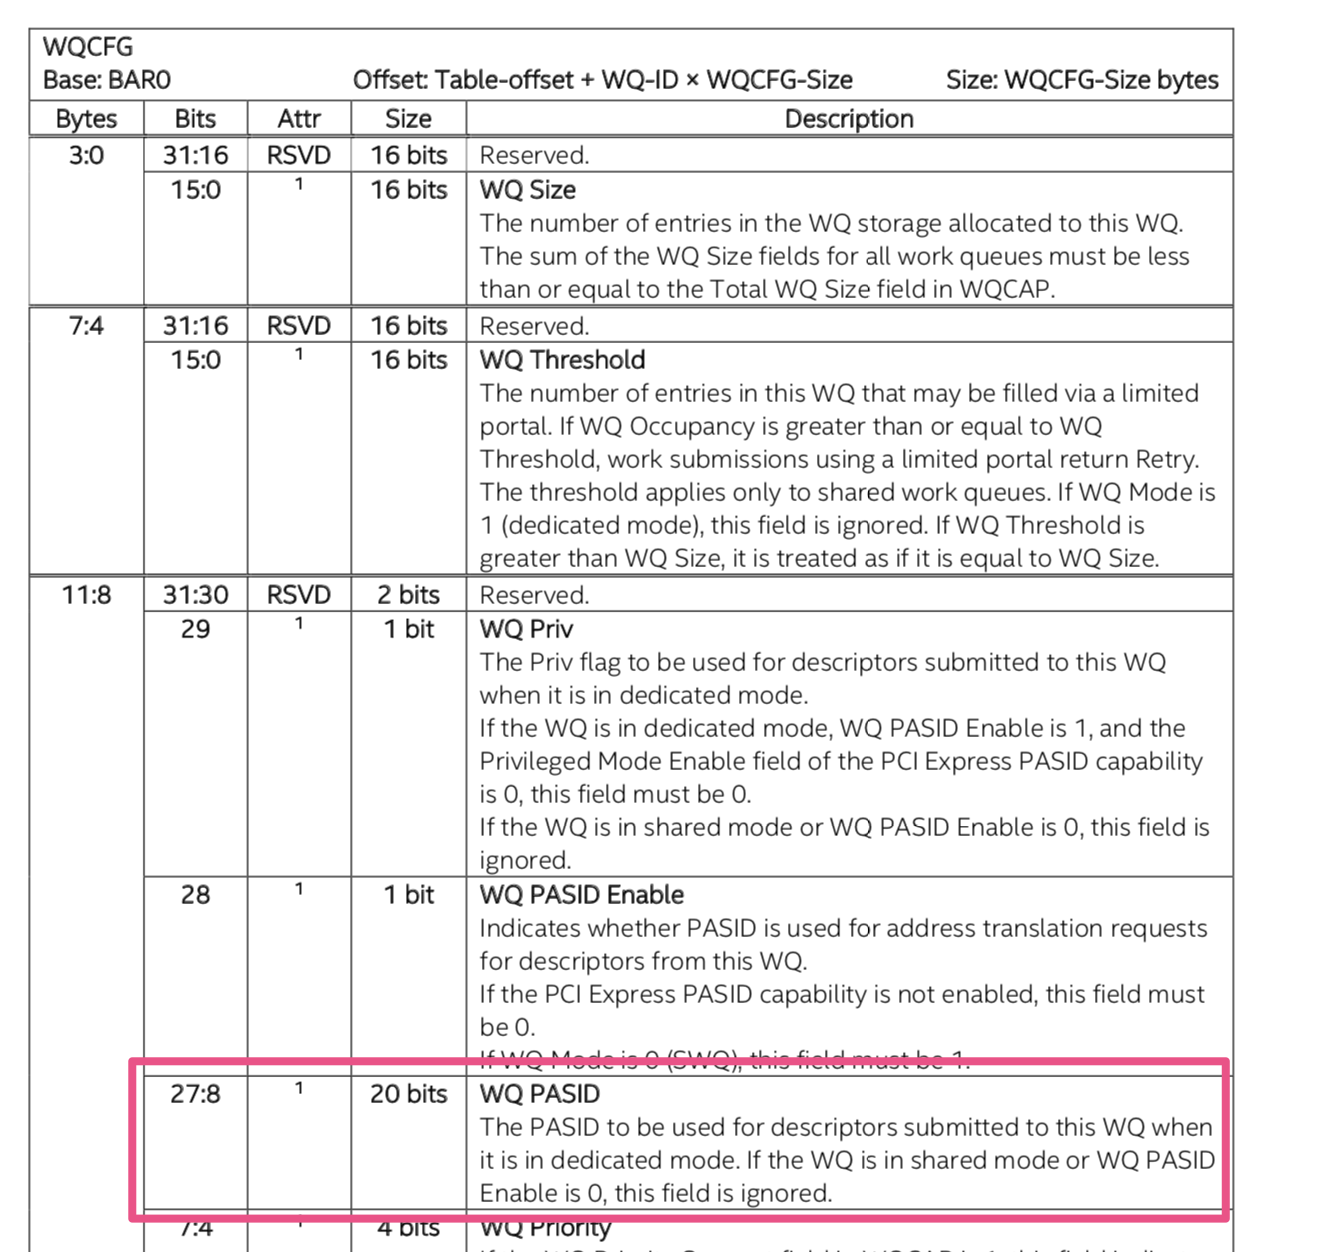 WQCFG
Base: BAR0 Offset: Table-offset + WQ-ID × WQCFG-Size Size: WQCFG-Size bytes
Bytes Bits Attr Size Description
3:0 31:16 RSVD 16 bits Reserved.
15:0 1 16 bits WQ Size
The number of entries in the WQ storage allocated to this WQ.
The sum of the WQ Size fields for all work queues must be less
than or equal to the Total WQ Size field in WQCAP.
7:4 31:16 RSVD 16 bits Reserved.
15:0 1 16 bits WQ Threshold
The number of entries in this WQ that may be filled via a limited
portal. If WQ Occupancy is greater than or equal to WQ
Threshold, work submissions using a limited portal return Retry.
The threshold applies only to shared work queues. If WQ Mode is
1 (dedicated mode), this field is ignored. If WQ Threshold is
greater than WQ Size, it is treated as if it is equal to WQ Size.
11:8 31:30 RSVD 2 bits Reserved.
29 1 1 bit WQ Priv
The Priv flag to be used for descriptors submitted to this WQ
when it is in dedicated mode.
If the WQ is in dedicated mode, WQ PASID Enable is 1, and the
Privileged Mode Enable field of the PCI Express PASID capability
is 0, this field must be 0.
If the WQ is in shared mode or WQ PASID Enable is 0, this field is
ignored.
28 1 1 bit WQ PASID Enable
Indicates whether PASID is used for address translation requests
for descriptors from this WQ.
If the PCI Express PASID capability is not enabled, this field must
be 0.
If WQ Mode is 0 (SWQ), this field must be 1.
27:8 1 20 bits WQ PASID
The PASID to be used for descriptors submitted to this WQ when
it is in dedicated mode. If the WQ is in shared mode or WQ PASID
Enable is 0, this field is ignored.
7:4 1 4 bits WQ Priority